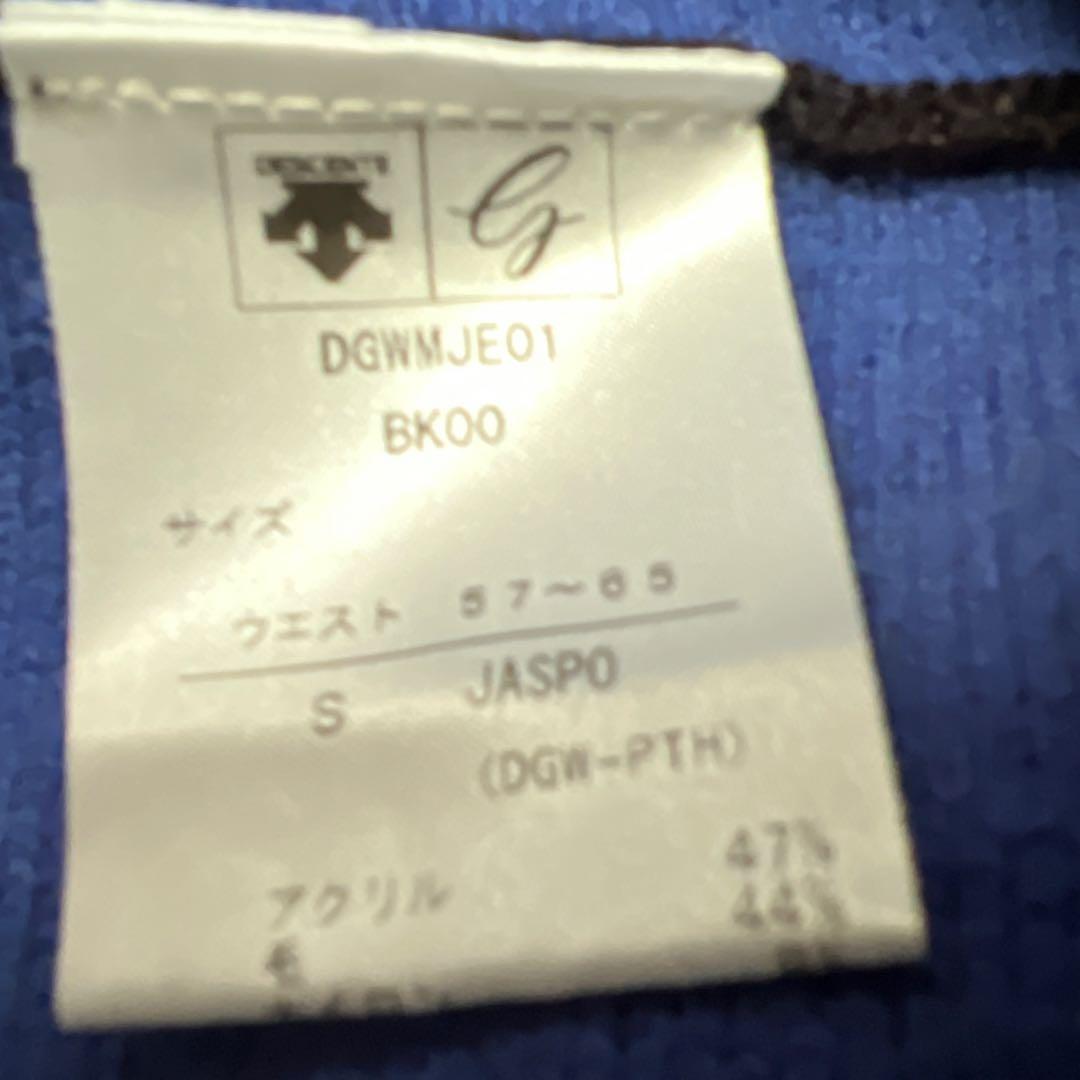 DESCENTE
G
DGWMJE01
BK00
サイズ
ウエスト 57～65
S JASPO
(DGW-PTH)
アクリル 47%
毛 44%